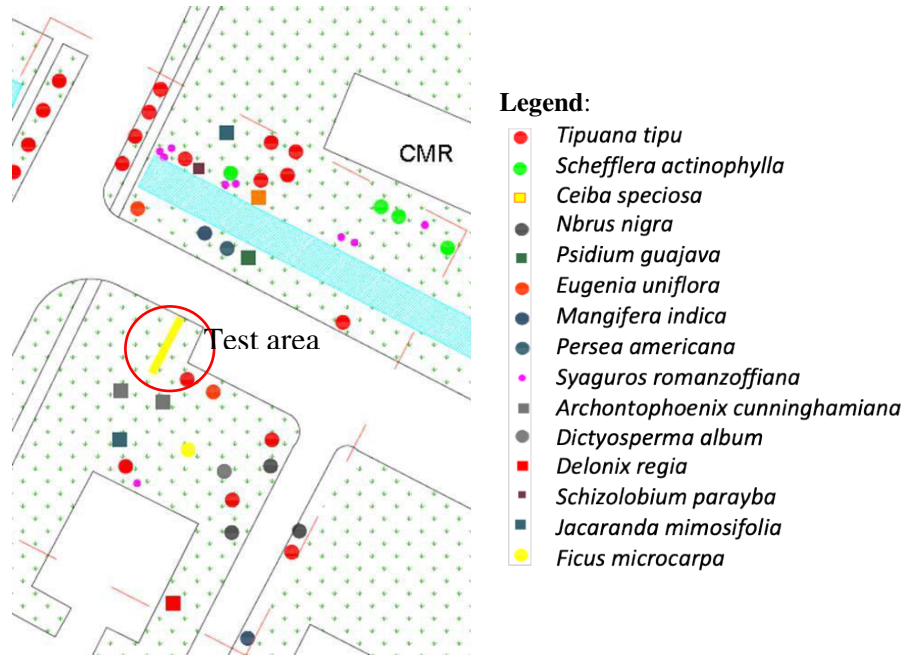 CMR
Test area
Legend:
Tipuana tipu
Schefflera actinophylla
Ceiba speciosa
Nbrus nigra
Psidium guajava
Eugenia uniflora
Mangifera indica
Persea americana
Syaguros romanzoffiana
Archontophoenix cunninghamiana
Dictyosperma album
Delonix regia
Schizolobium parayba
Jacaranda mimosifolia
Ficus microcarpa